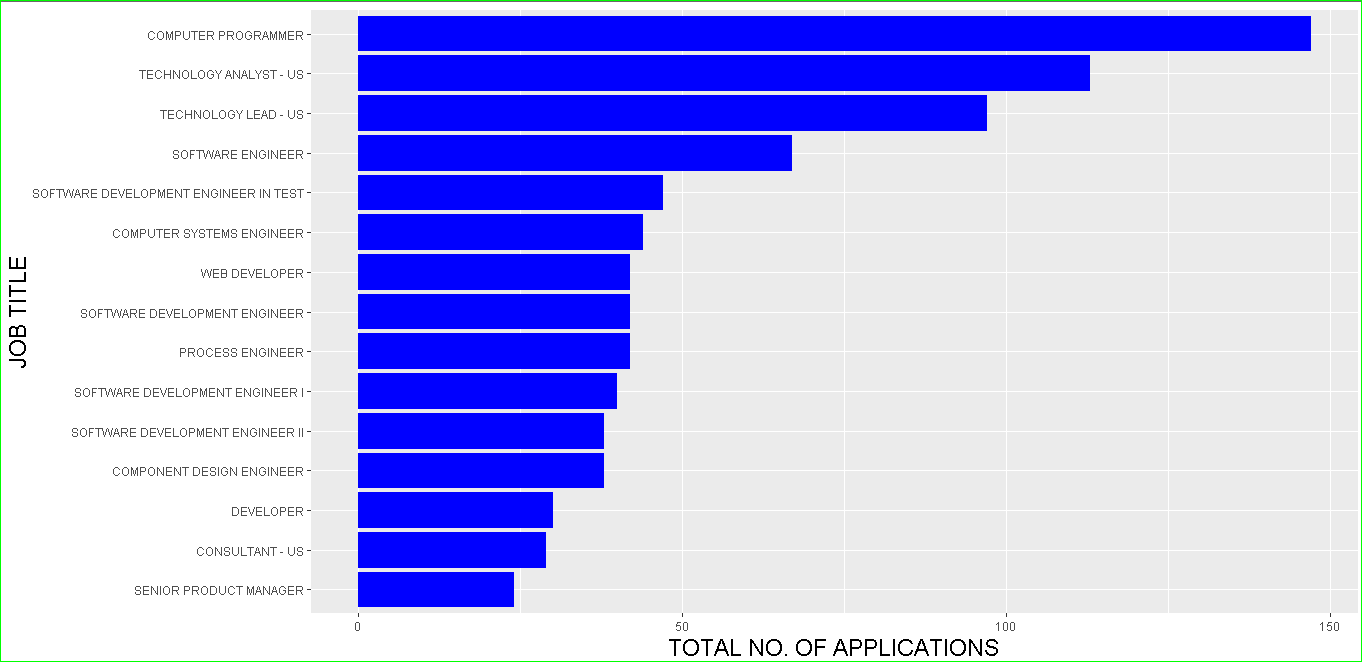 COMPUTER PROGRAMMER
TECHNOLOGY ANALYST - US
TECHNOLOGY LEAD - US
SOFTWARE ENGINEER
SOFTWARE DEVELOPMENT ENGINEER IN TEST
COMPUTER SYSTEMS ENGINEER
WEB DEVELOPER
SOFTWARE DEVELOPMENT ENGINEER
PROCESS ENGINEER
SOFTWARE DEVELOPMENT ENGINEER I
SOFTWARE DEVELOPMENT ENGINEER II
COMPONENT DESIGN ENGINEER
DEVELOPER
CONSULTANT - US
SENIOR PRODUCT MANAGER
JOB TITLE
0 50 100 150
TOTAL NO. OF APPLICATIONS